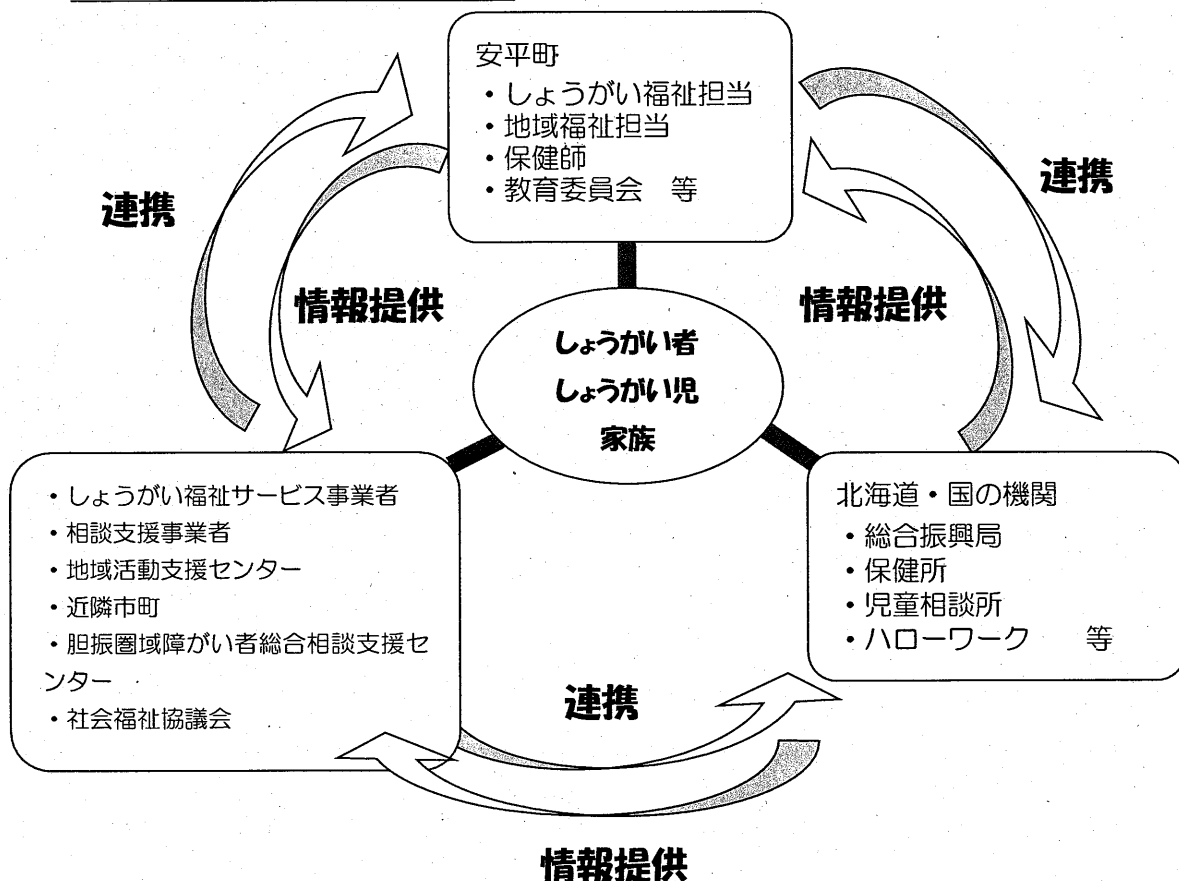 安平町
・しょうがい福祉担当
・地域福祉担当
・保健師
・教育委員会　等
連携
連携
情報提供
情報提供
しょうがい者
しょうがい児
家族
・しょうがい福祉サービス事業者
・相談支援事業者
・地域活動支援センター
・近隣市町
・胆振圏域障がい者総合相談支援セ
ンター
・社会福祉協議会
北海道・国の機関
・総合振興局
・保健所
・児童相談所
・ハローワーク　等
連携
情報提供